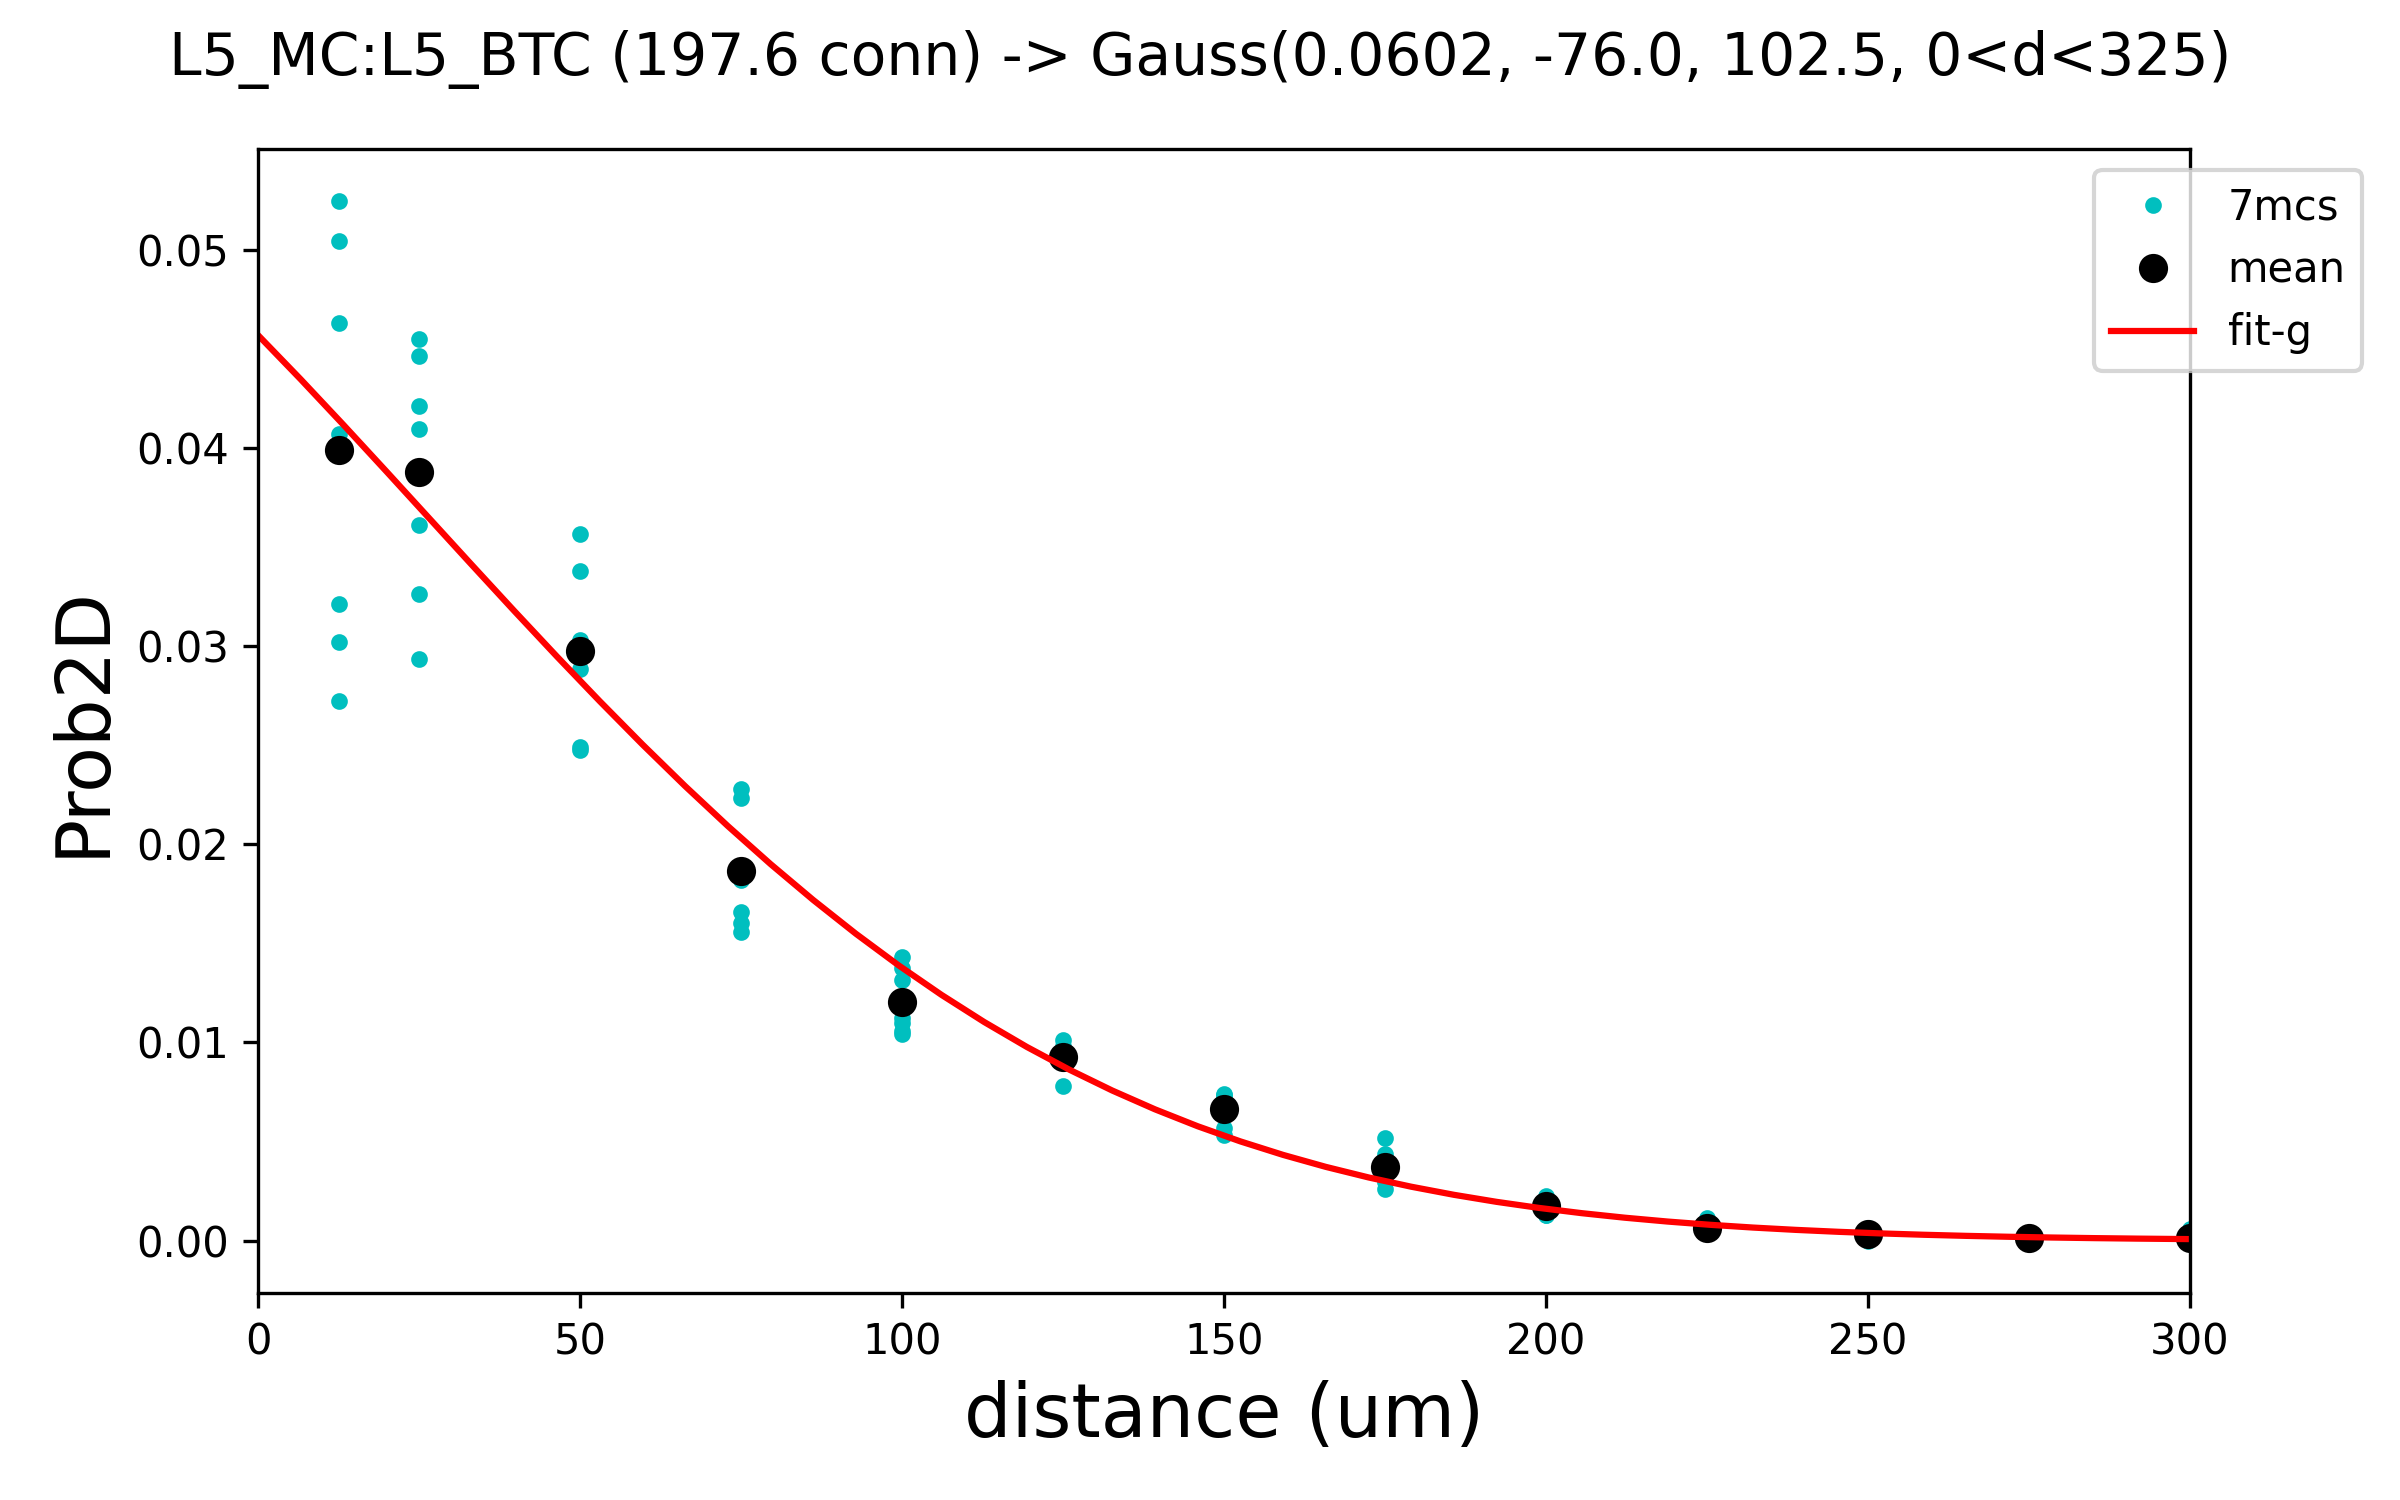 L5_MC:L5_BTC (197.6 conn) -> Gauss(0.0602, -76.0, 102.5, 0<d<325)
7mcs
mean
fit-g
Prob2D
0.05
0.04
0.03
0.02
0.01
0.00
0 50 100 150 200 250 300
distance (um)